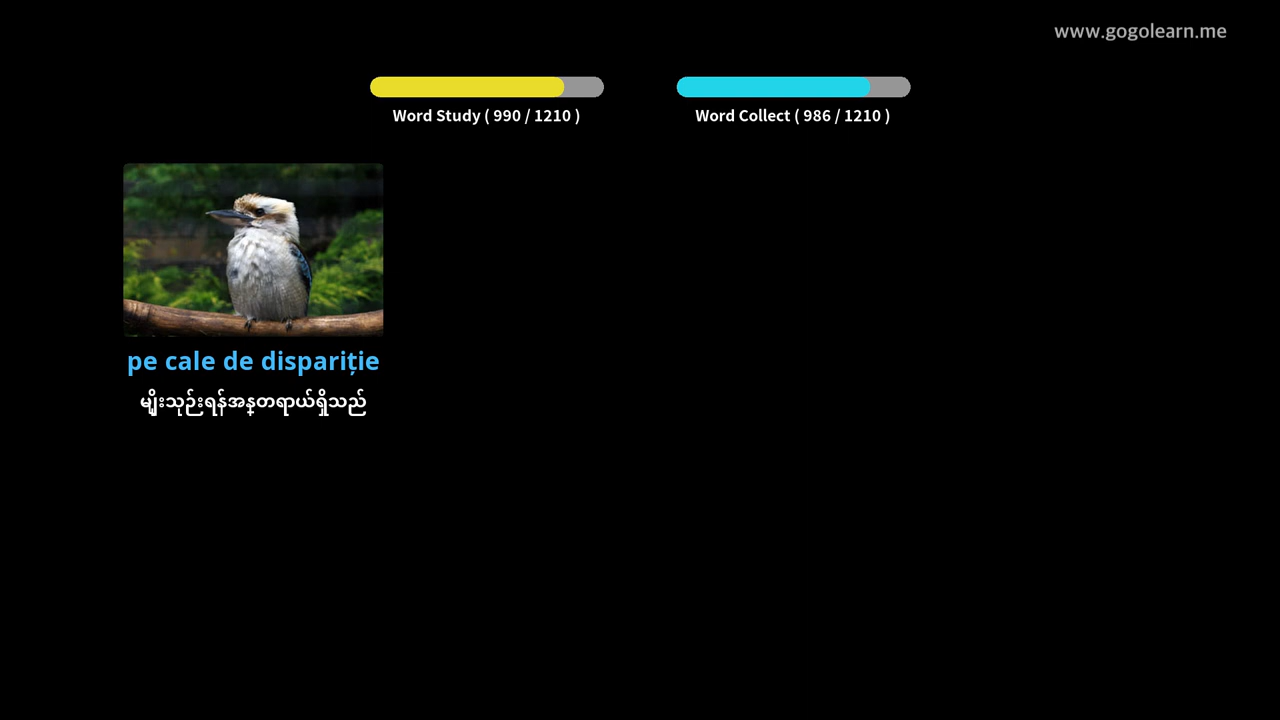 www.gogolearn.me
Word Study ( 990 / 1210 )
Word Collect ( 986 / 1210 )
pe cale de dispariție
မျိုးသုဉ်းရန်အန္တရာယ်ရှိသည်